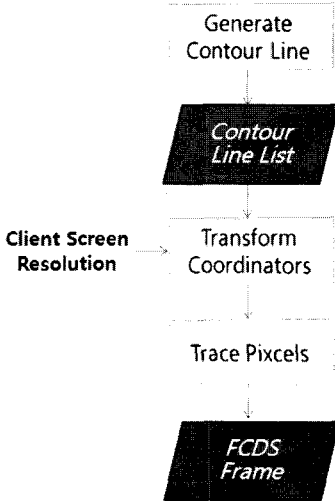 Generate
Contour Line
Contour
Line List
Client Screen
Resolution
Transform
Coordinators
Trace Pixcels
FCDS
Frame